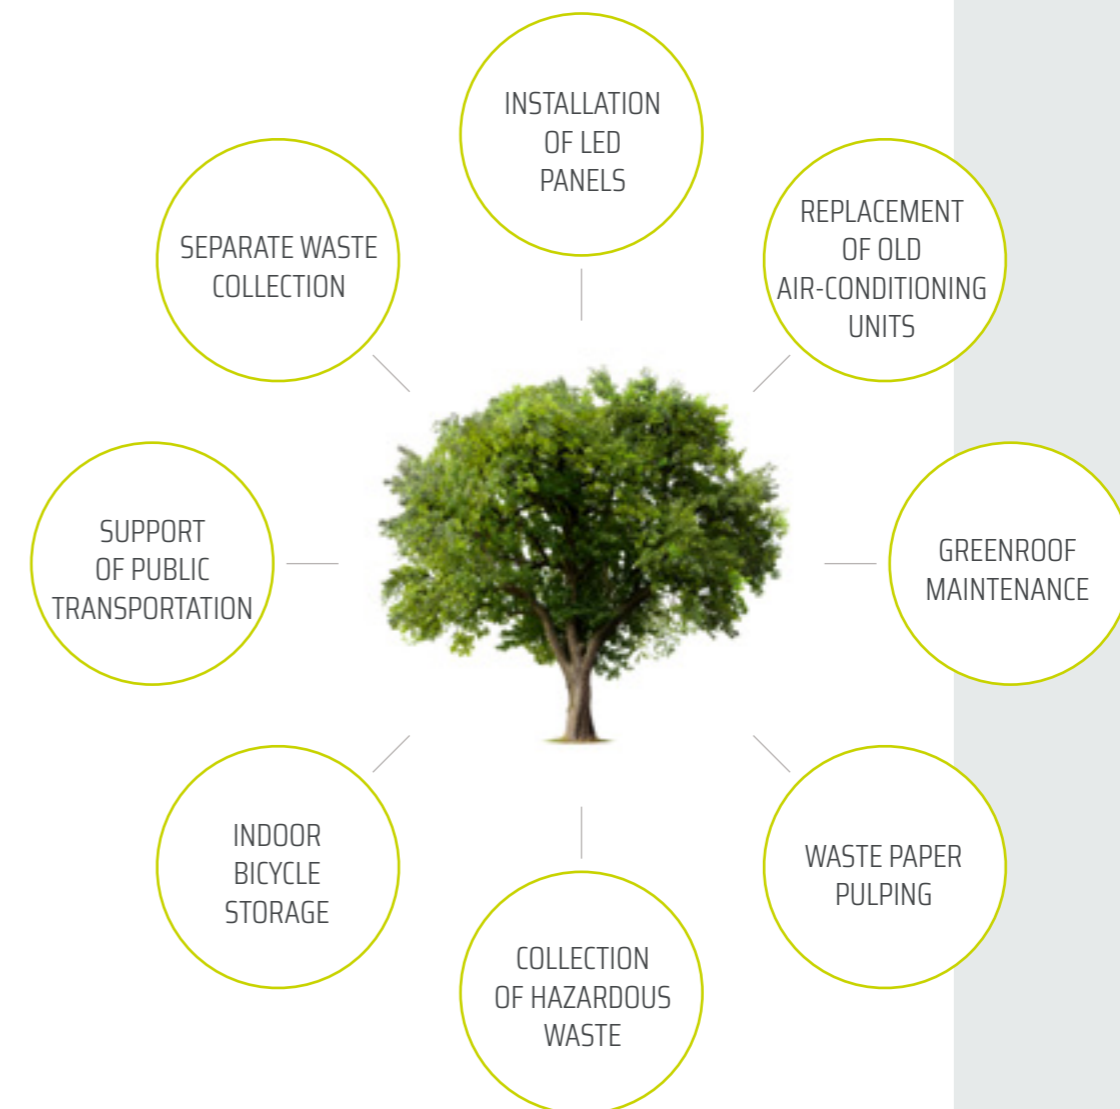 INSTALLATION
OF LED
PANELS
REPLACEMENT
OF OLD
AIR-CONDITIONING
UNITS
GREENROOF
MAINTENANCE
WASTE PAPER
PULPING
COLLECTION
OF HAZARDOUS
WASTE
INDOOR
BICYCLE
STORAGE
SUPPORT
OF PUBLIC
TRANSPORTATION
SEPARATE WASTE
COLLECTION